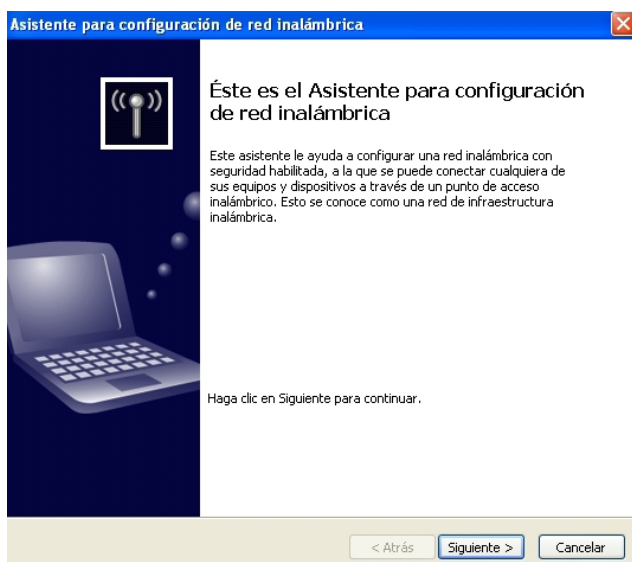 Asistente para configuración de red inalámbrica
Éste es el Asistente para configuración
de red inalámbrica
Este asistente le ayuda a configurar una red inalámbrica con
seguridad habilitada, a la que se puede conectar cualquiera de
sus equipos y dispositivos a través de un punto de acceso
inalámbrico. Esto se conoce como una red de infraestructura
inalámbrica.
Haga clic en Siguiente para continuar.
< Atrás Siguiente > Cancelar